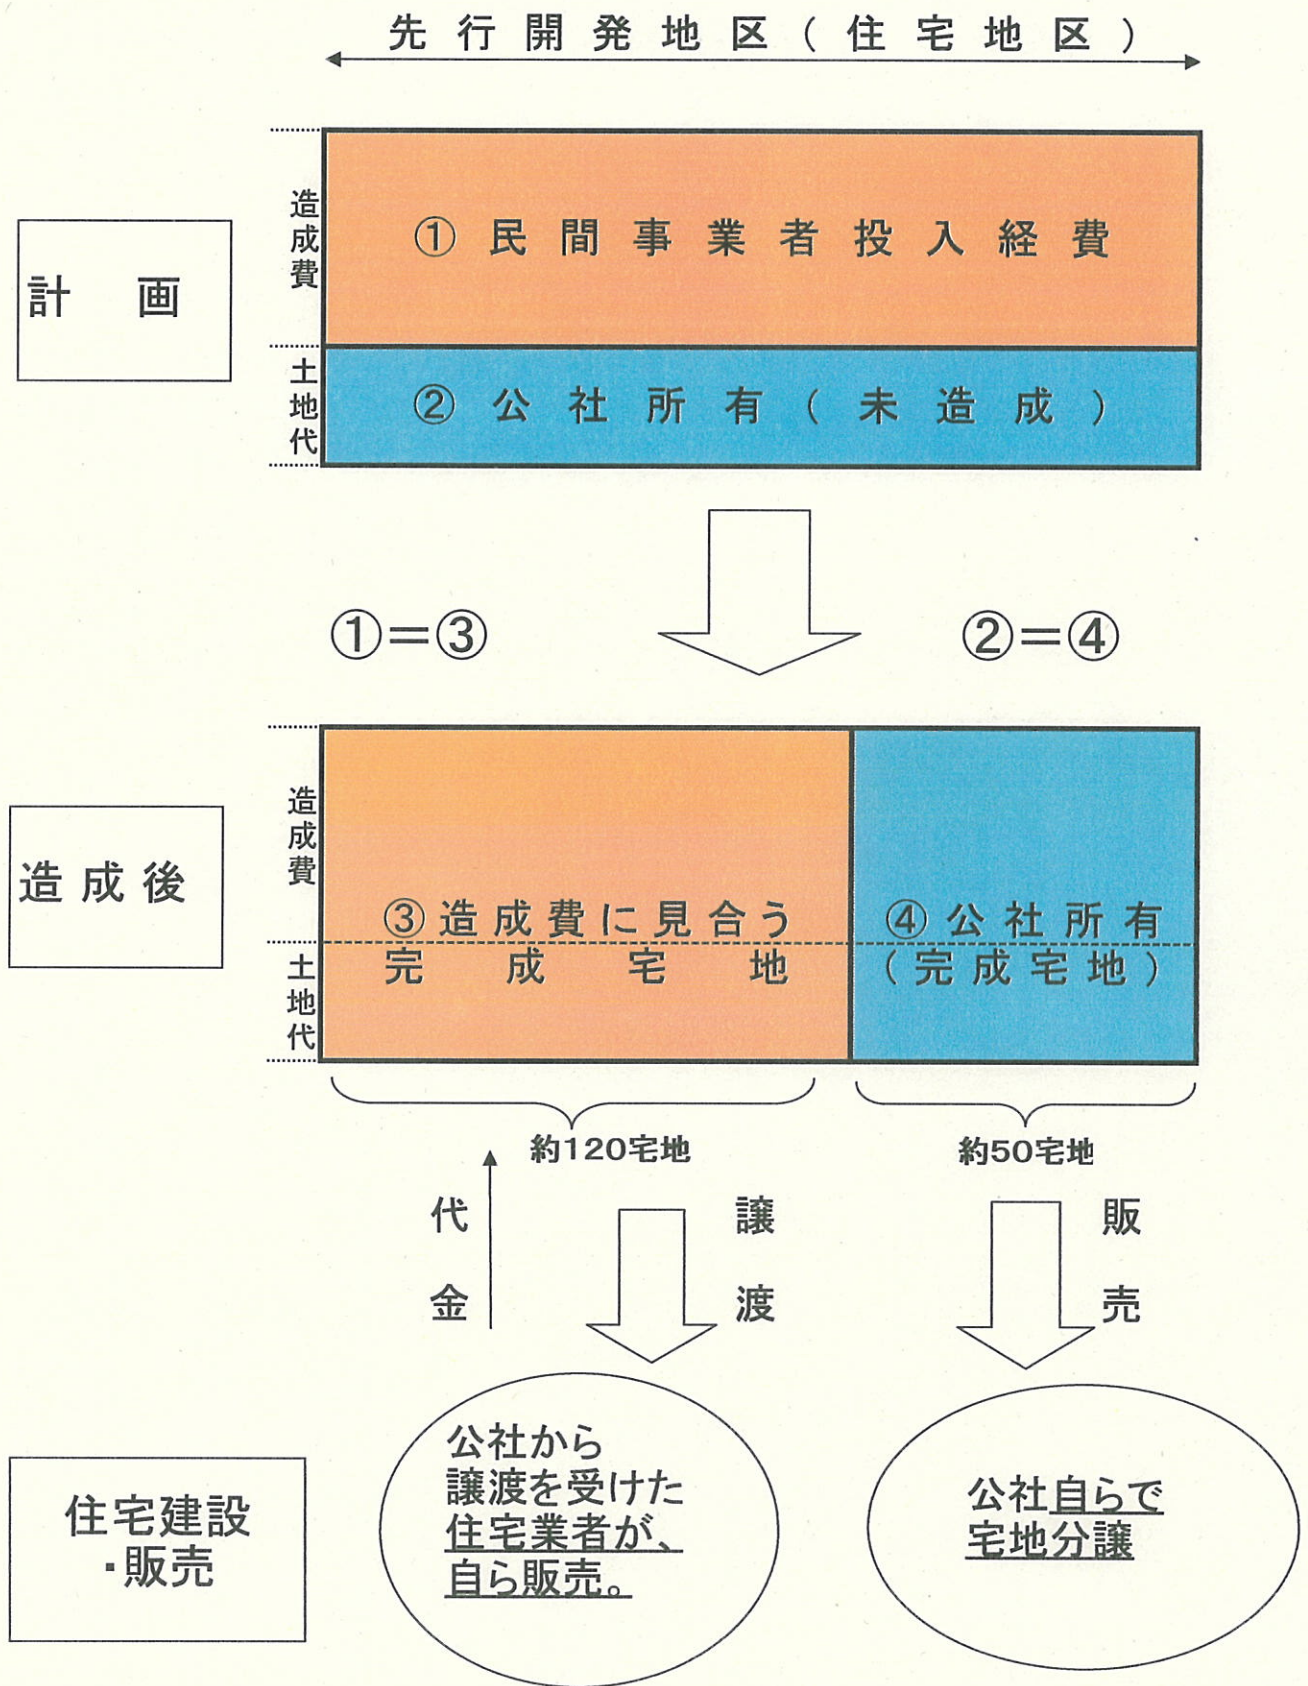 先行開発地区(住宅地区)
計画
造成費
①民間事業者投入経費
土地代
②公社所有(未造成)
①=③
②=④
造成後
造成費
土地代
③造成費に見合う
完成宅地
④公社所有
(完成宅地)
約120宅地
約50宅地
代金
譲渡
販売
住宅建設
・販売
公社から
譲渡を受けた
住宅業者が、
自ら販売。
公社自らで
宅地分譲